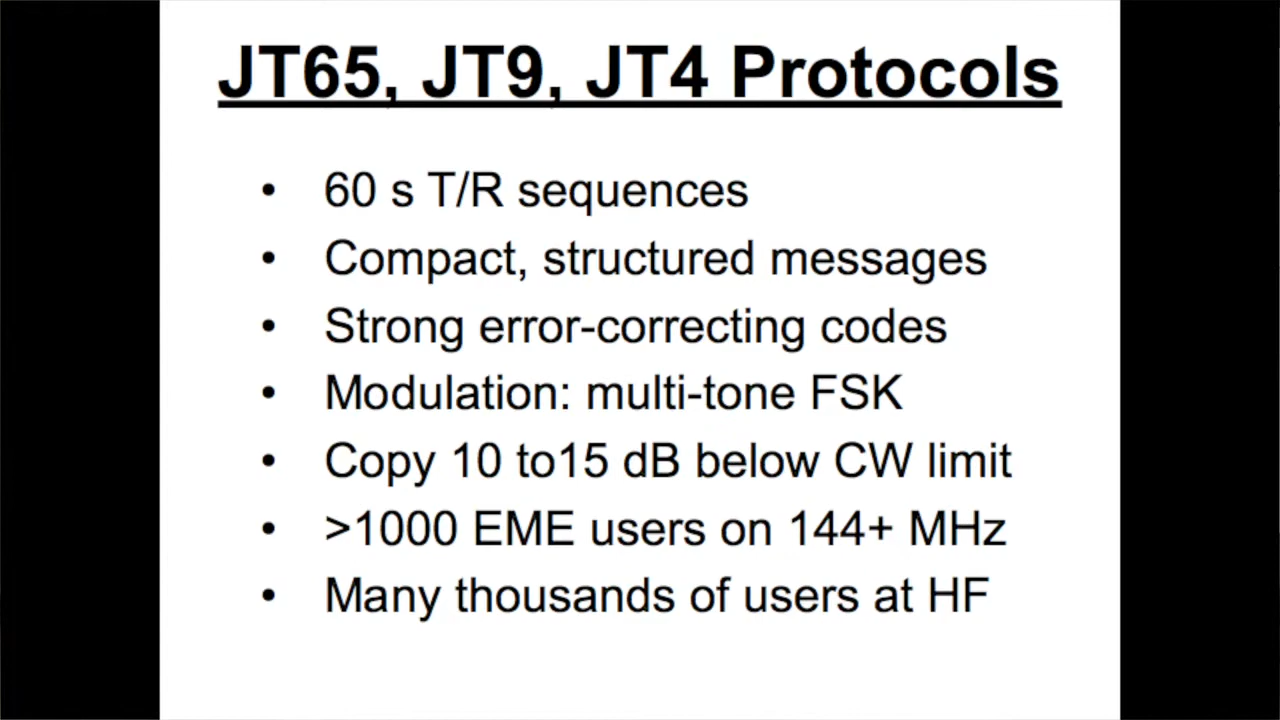 JT65, JT9, JT4 Protocols
• 60 s T/R sequences
• Compact, structured messages
• Strong error-correcting codes
• Modulation: multi-tone FSK
• Copy 10 to15 dB below CW limit
• >1000 EME users on 144+ MHz
• Many thousands of users at HF